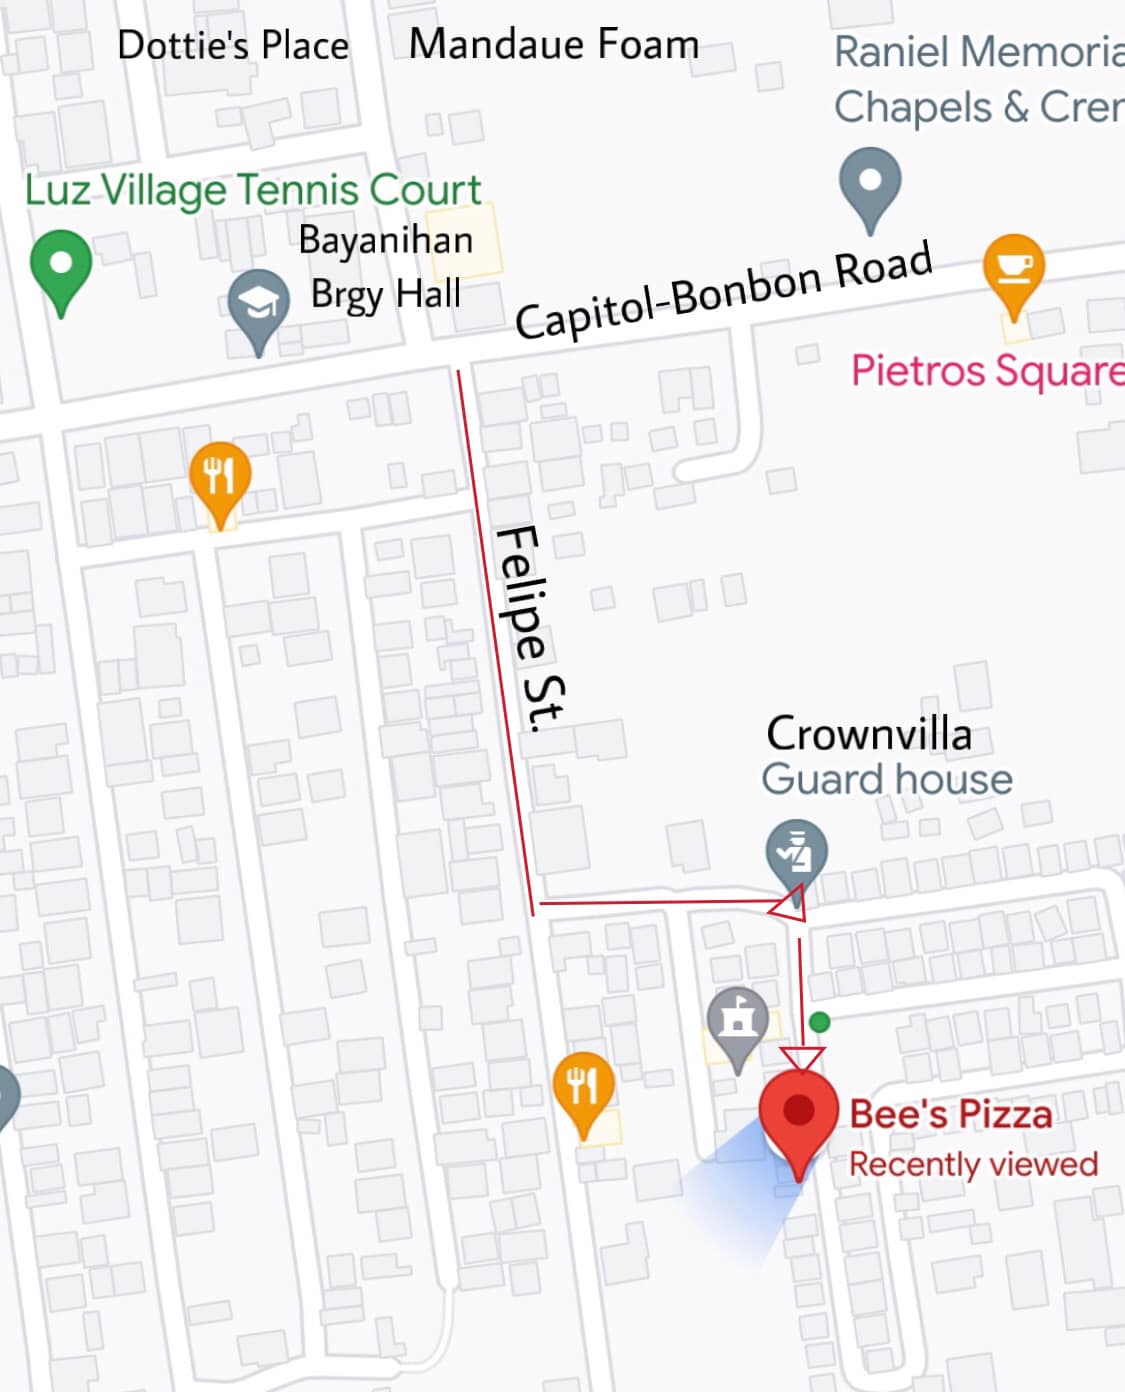 Dottie's Place
Mandaue Foam
Raniel Memoria
Chapels & Crer
Luz Village Tennis Court
Bayanihan
Brgy Hall
Capitol-Bonbon Road
Pietros Square
Felipe St.
Crownvilla
Guard house
Bee's Pizza
Recently viewed